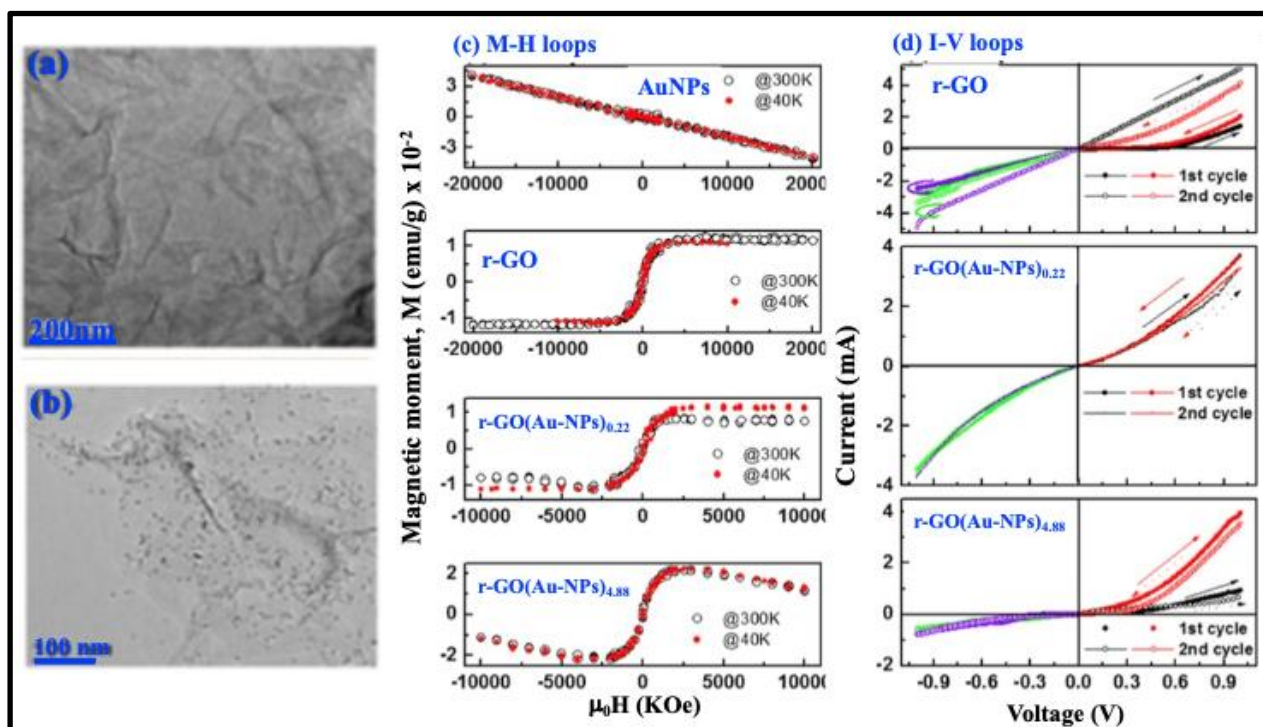 (a)
200nm
(b)
100 nm
(c) M-H loops
Magnetic moment, M (emu/g) x 10-2
AuNPs
@300K
@40K
3
0
-3
-20000 -10000 0 10000 2000
r-GO
@300K
@40K
1
0
-1
-20000 -10000 0 10000 2000
r-GO(Au-NPs)0.22
@300K
@40K
1
0
-1
-10000 -5000 0 5000 1000
r-GO(Au-NPs)4.88
@300K
@40K
2
0
-2
-10000 -5000 0 5000 1000
μ0H (KOe)
(d) I-V loops
Current (mA)
r-GO
4
2
0
-2
-4
1st cycle
2nd cycle
r-GO(Au-NPs)0.22
4
2
0
-2
-4
1st cycle
2nd cycle
r-GO(Au-NPs)4.88
4
2
0
-2
1st cycle
2nd cycle
-0.9 -0.6 -0.3 0.0 0.3 0.6 0.9
Voltage (V)